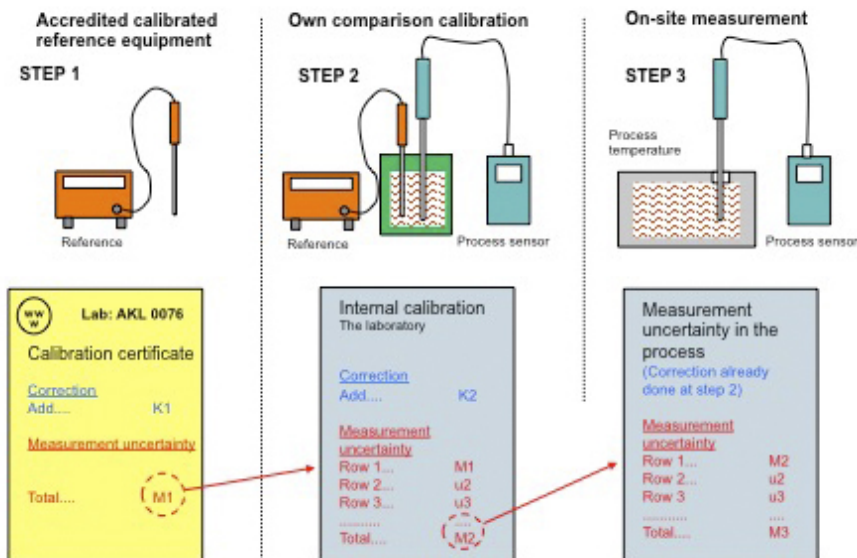 Accredited calibrated
reference equipment
STEP 1
Reference
Own comparison calibration
STEP 2
Reference
Process sensor
On-site measurement
STEP 3
Process
temperature
Process sensor
ww
w
Lab: AKL 0076
Calibration certificate
Correction
Add.... K1
Measurement uncertainty
Total.... M1
Internal calibration
The laboratory
Correction
Add.... K2
Measurement
uncertainty
Row 1... M1
Row 2... u2
Row 3... u3
.......... ....
Total.... M2
Measurement
uncertainty in the
process
(Correction already
done at step 2)
Measurement
uncertainty
Row 1... M2
Row 2... u2
Row 3 u3
.......... ....
Total.... M3